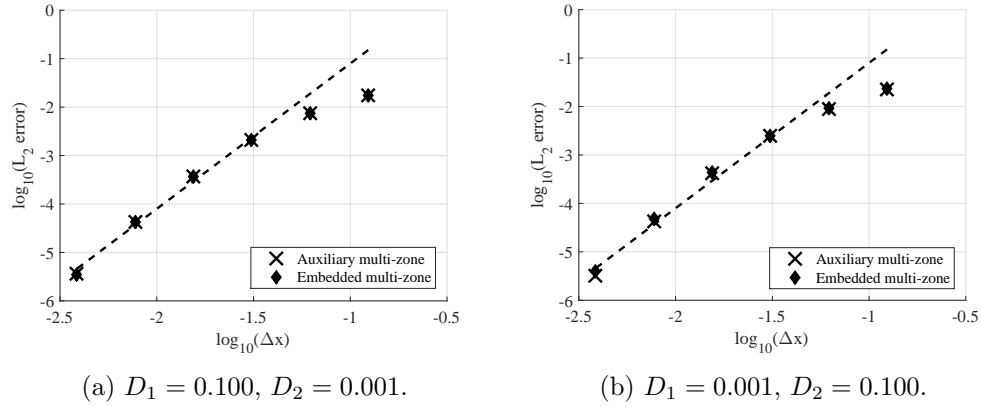 0
-1
-2
-3
-4
-5
-6
log10(L2 error)
Auxiliary multi-zone
Embedded multi-zone
-2.5 -2 -1.5 -1 -0.5
log10(Δx)
(a) D1 = 0.100, D2 = 0.001.
0
-1
-2
-3
-4
-5
-6
log10(L2 error)
Auxiliary multi-zone
Embedded multi-zone
-2.5 -2 -1.5 -1 -0.5
log10(Δx)
(b) D1 = 0.001, D2 = 0.100.